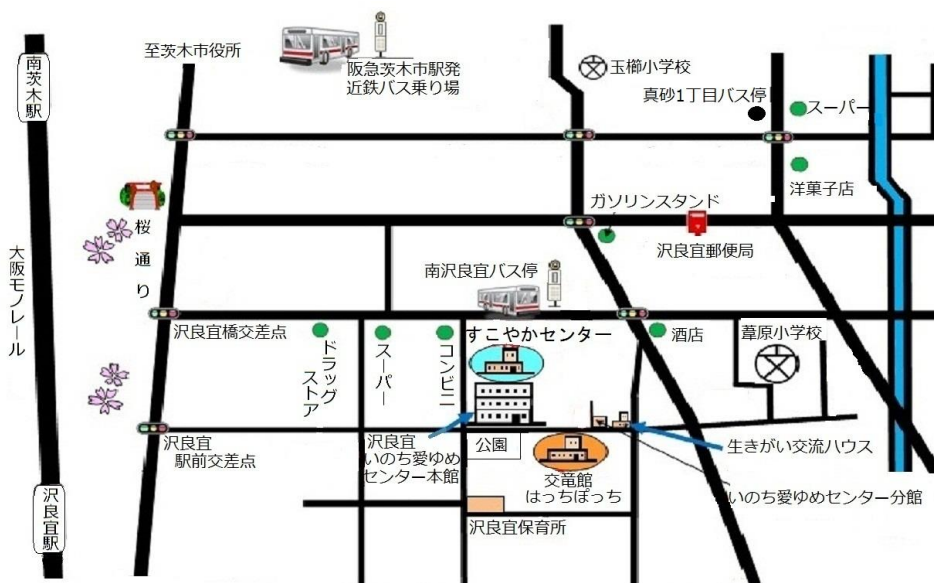 至茨木市役所
阪急茨木市駅発
近鉄バス乗り場
玉櫛小学校
真砂1丁目バス停
スーパー
南茨木駅
洋菓子店
ガソリンスタンド
桜通り
沢良宜郵便局
大阪モノレール
南沢良宜バス停
沢良宜橋交差点
ドラッグ
ストア
スーパー
コンビニ
すこやかセンター
酒店
葦原小学校
沢良宜
駅前交差点
沢良宜
いのち愛ゆめ
センター本館
公園
交竜館
はっちぽっち
生きがい交流ハウス
いのち愛ゆめセンター分館
沢良宜駅
沢良宜保育所